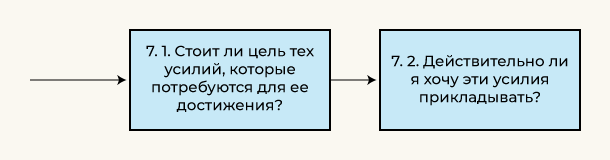 7. 1. Стоит ли цель тех
усилий, которые
потребуются для ее
достижения?
7. 2. Действительно ли
я хочу эти усилия
прикладывать?